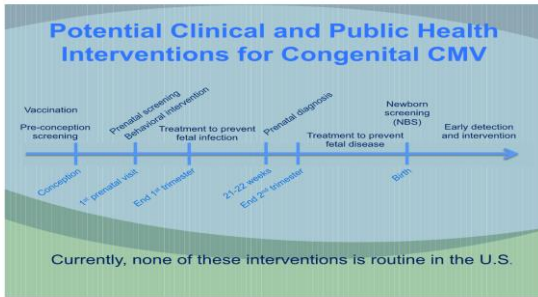 Potential Clinical and Public Health
Interventions for Congenital CMV
Vaccination
Pre-conception
screening
Prenatal screening
Behavioral intervention
Treatment to prevent
fetal infection
Prenatal diagnosis
Treatment to prevent
fetal disease
Newborn
screening
(NBS)
Early detection
and intervention
Conception
1st prenatal visit
End 1st trimester
21-22 weeks
End 2nd trimester
Birth
Currently, none of these interventions is routine in the U.S.